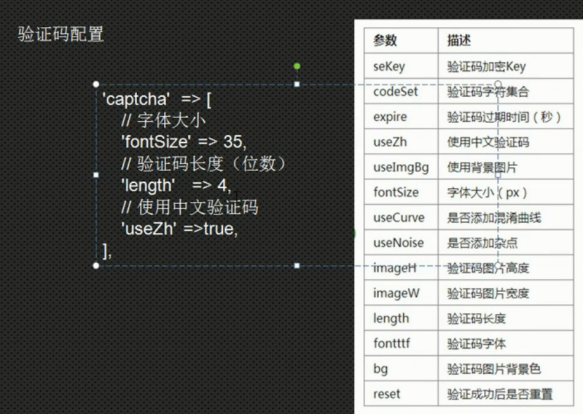 验证码配置
'captcha' => [
// 字体大小
'fontSize' => 35,
// 验证码长度（位数）
'length' => 4,
// 使用中文验证码
'useZh' =>true,
],
参数 描述
seKey 验证码加密Key
codeSet 验证码字符集合
expire 验证码过期时间（秒）
useZh 使用中文验证码
useImgBg 使用背景图片
fontSize 字体大小（px）
useCurve 是否添加混淆曲线
useNoise 是否添加杂点
imageH 验证码图片高度
imageW 验证码图片宽度
length 验证码长度
fontttf 验证码字体
bg 验证码图片背景色
reset 验证成功后是否重置